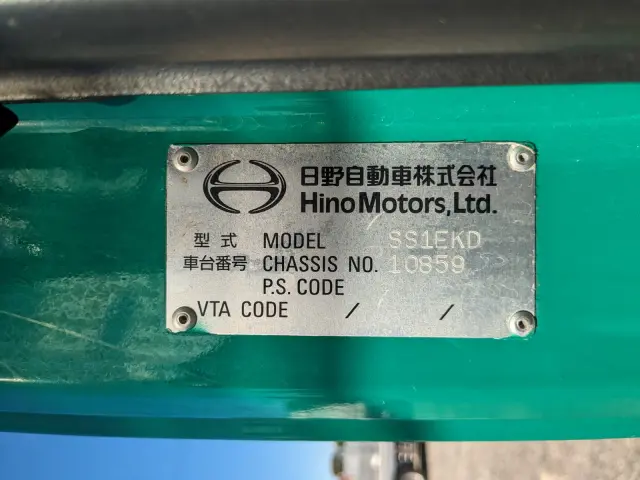 日野自動車株式会社
Hino Motors, Ltd.
型式 MODEL SS1EKD
車台番号 CHASSIS NO. 10859
P.S. CODE
VTA CODE / /